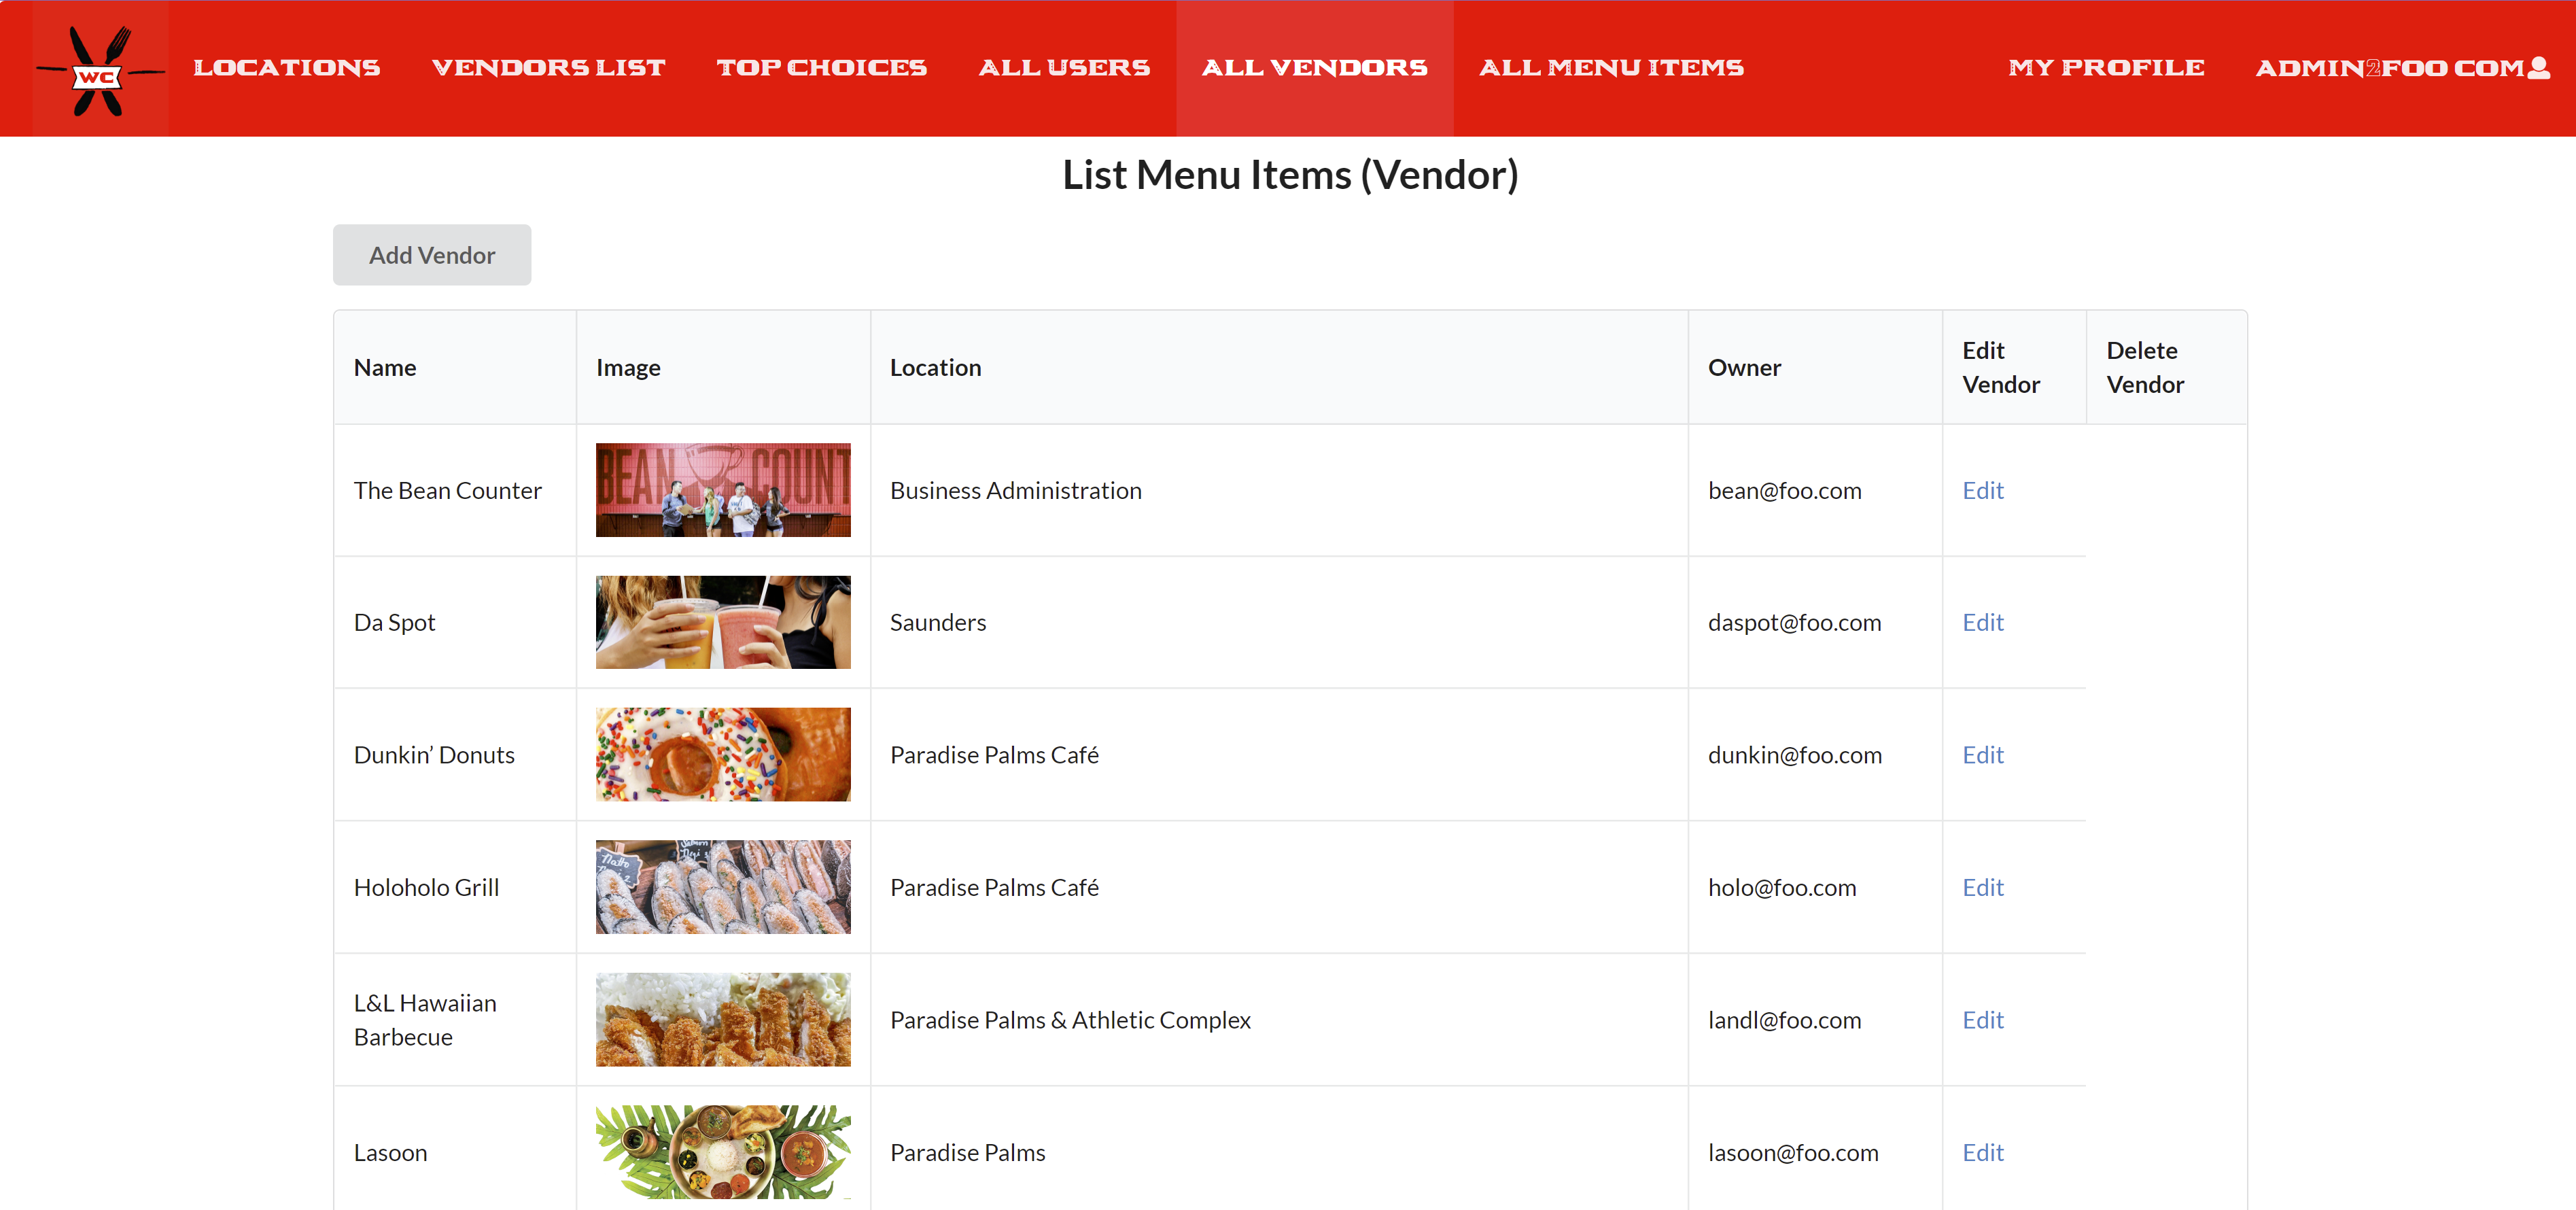 WC
LOCATIONS
VENDORS LIST
TOP CHOICES
ALL USERS
ALL VENDORS
ALL MENU ITEMS
MY PROFILE
ADMIN2FOO COM
List Menu Items (Vendor)
Add Vendor
Name
Image
Location
Owner
Edit
Vendor
Delete
Vendor
The Bean Counter
BEAN COUNT
Business Administration
bean@foo.com
Edit
Da Spot
Saunders
daspot@foo.com
Edit
Dunkin’ Donuts
Paradise Palms Café
dunkin@foo.com
Edit
Holoholo Grill
Natto
Paradise Palms Café
holo@foo.com
Edit
L&L Hawaiian
Barbecue
Paradise Palms & Athletic Complex
landl@foo.com
Edit
Lasoon
Paradise Palms
lasoon@foo.com
Edit